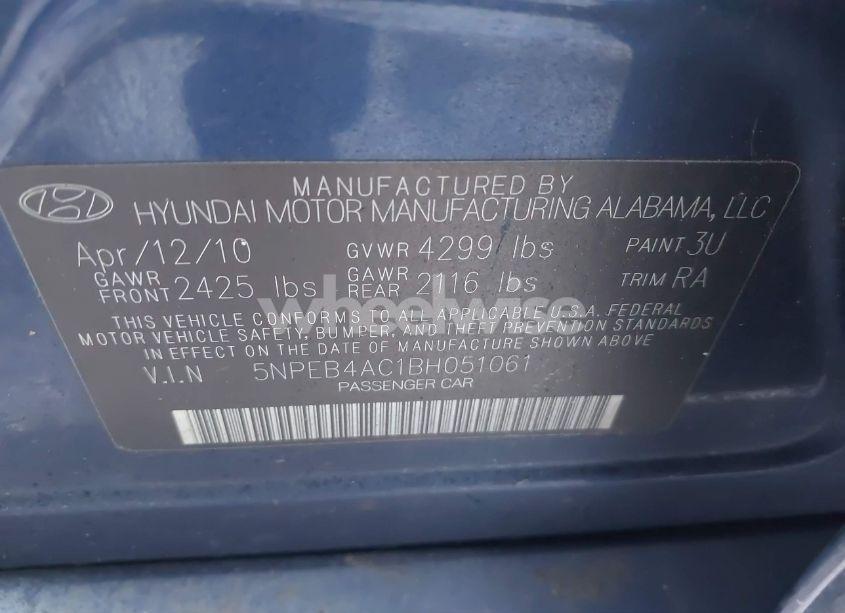 MANUFACTURED BY
HYUNDAI MOTOR MANUFACTURING ALABAMA, LLC
Apr/12/10 GVWR 4299 lbs PAINT 3U
GAWR FRONT 2425 lbs GAWR REAR 2116 lbs TRIM RA
wheelwise
THIS VEHICLE CONFORMS TO ALL APPLICABLE U.S.A. FEDERAL
MOTOR VEHICLE SAFETY, BUMPER, AND THEFT PREVENTION STANDARDS
IN EFFECT ON THE DATE OF MANUFACTURE SHOWN ABOVE
V.I.N 5NPEB4AC1BH051061
PASSENGER CAR